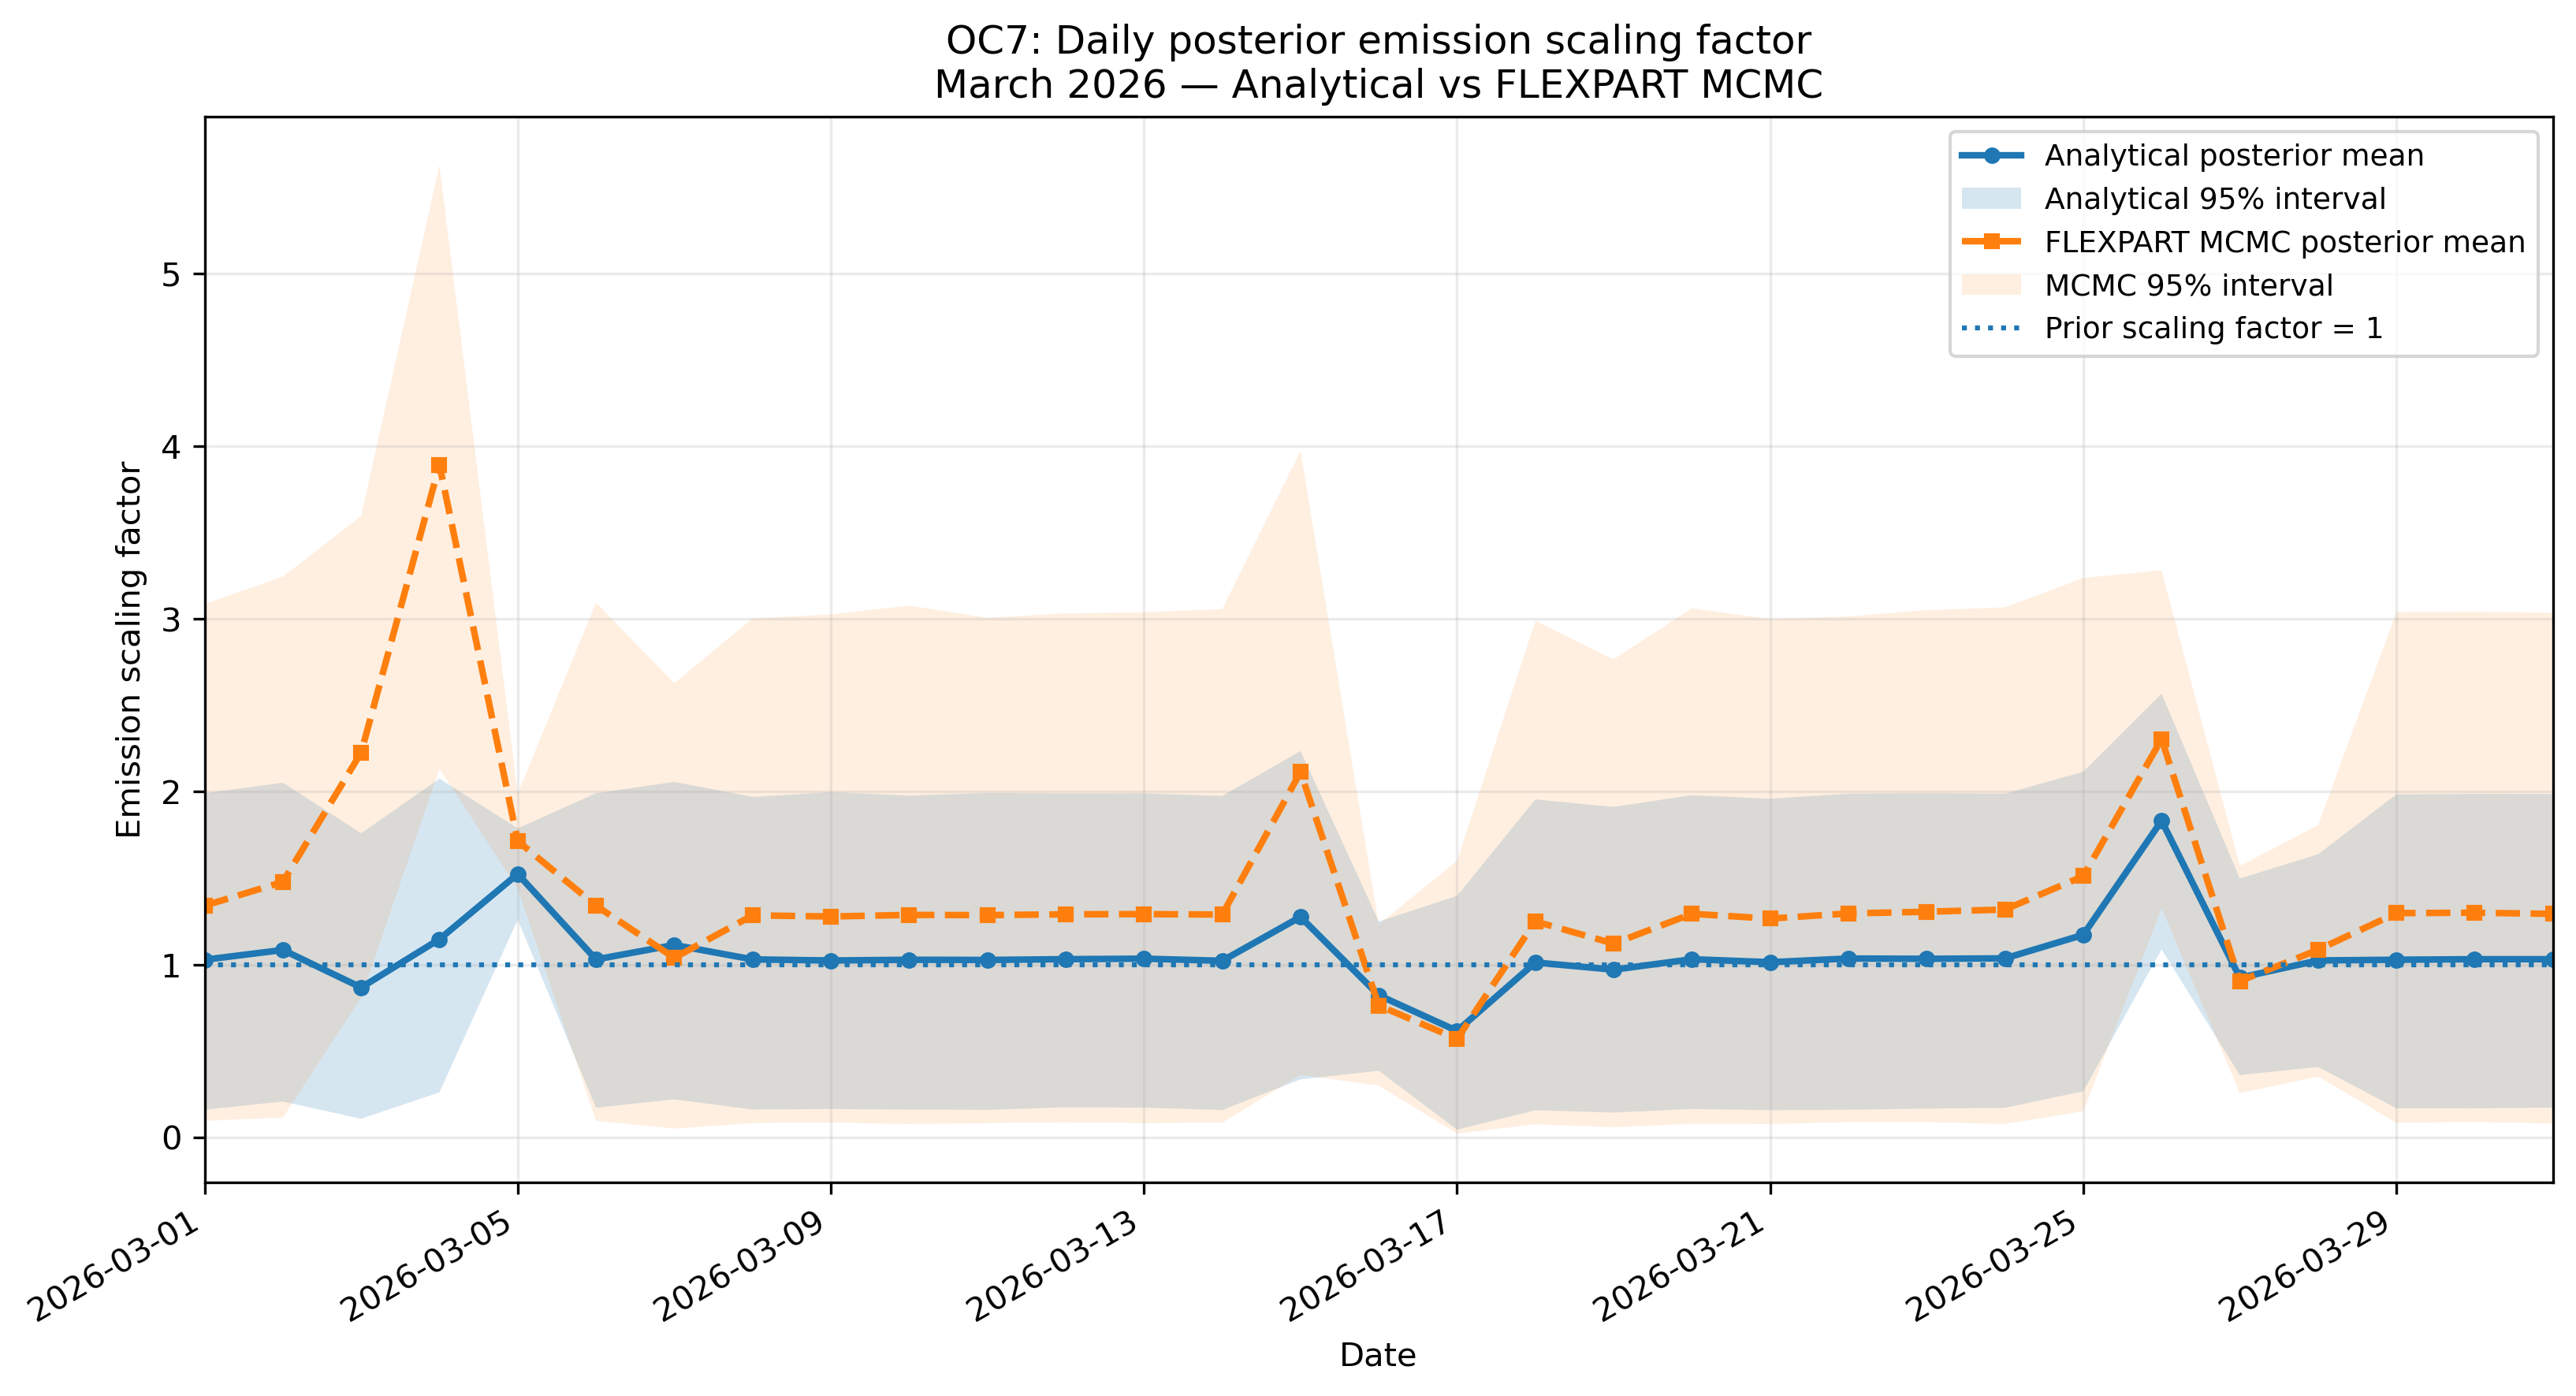 OC7: Daily posterior emission scaling factor
March 2026 — Analytical vs FLEXPART MCMC
Analytical posterior mean
Analytical 95% interval
FLEXPART MCMC posterior mean
MCMC 95% interval
Prior scaling factor = 1
Emission scaling factor
5
4
3
2
1
0
2026-03-01
2026-03-05
2026-03-09
2026-03-13
2026-03-17
2026-03-21
2026-03-25
2026-03-29
Date